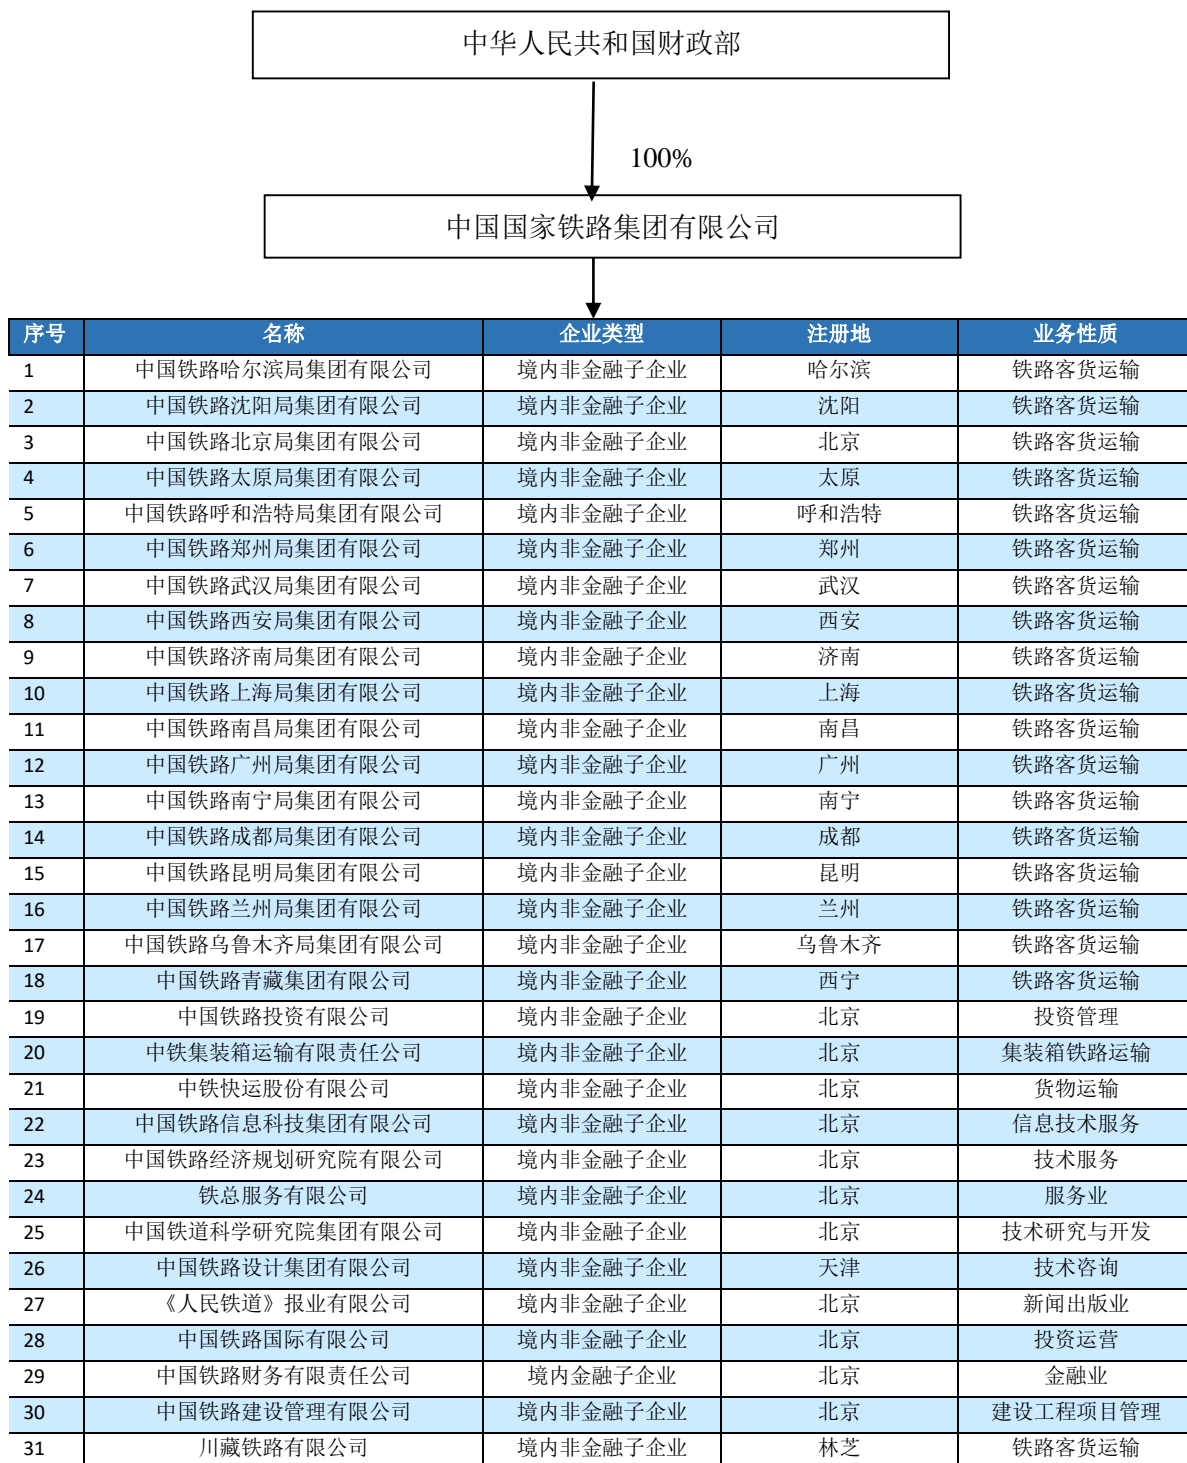 中华人民共和国财政部
100%
中国国家铁路集团有限公司
序号 名称 企业类型 注册地 业务性质
1 中国铁路哈尔滨局集团有限公司 境内非金融子企业 哈尔滨 铁路客货运输
2 中国铁路沈阳局集团有限公司 境内非金融子企业 沈阳 铁路客货运输
3 中国铁路北京局集团有限公司 境内非金融子企业 北京 铁路客货运输
4 中国铁路太原局集团有限公司 境内非金融子企业 太原 铁路客货运输
5 中国铁路呼和浩特局集团有限公司 境内非金融子企业 呼和浩特 铁路客货运输
6 中国铁路郑州局集团有限公司 境内非金融子企业 郑州 铁路客货运输
7 中国铁路武汉局集团有限公司 境内非金融子企业 武汉 铁路客货运输
8 中国铁路西安局集团有限公司 境内非金融子企业 西安 铁路客货运输
9 中国铁路济南局集团有限公司 境内非金融子企业 济南 铁路客货运输
10 中国铁路上海局集团有限公司 境内非金融子企业 上海 铁路客货运输
11 中国铁路南昌局集团有限公司 境内非金融子企业 南昌 铁路客货运输
12 中国铁路广州局集团有限公司 境内非金融子企业 广州 铁路客货运输
13 中国铁路南宁局集团有限公司 境内非金融子企业 南宁 铁路客货运输
14 中国铁路成都局集团有限公司 境内非金融子企业 成都 铁路客货运输
15 中国铁路昆明局集团有限公司 境内非金融子企业 昆明 铁路客货运输
16 中国铁路兰州局集团有限公司 境内非金融子企业 兰州 铁路客货运输
17 中国铁路乌鲁木齐局集团有限公司 境内非金融子企业 乌鲁木齐 铁路客货运输
18 中国铁路青藏集团有限公司 境内非金融子企业 西宁 铁路客货运输
19 中国铁路投资有限公司 境内非金融子企业 北京 投资管理
20 中铁集装箱运输有限责任公司 境内非金融子企业 北京 集装箱铁路运输
21 中铁快运股份有限公司 境内非金融子企业 北京 货物运输
22 中国铁路信息科技集团有限公司 境内非金融子企业 北京 信息技术服务
23 中国铁路经济规划研究院有限公司 境内非金融子企业 北京 技术服务
24 铁总服务有限公司 境内非金融子企业 北京 服务业
25 中国铁道科学研究院集团有限公司 境内非金融子企业 北京 技术研究与开发
26 中国铁路设计集团有限公司 境内非金融子企业 天津 技术咨询
27 《人民铁道》报业有限公司 境内非金融子企业 北京 新闻出版业
28 中国铁路国际有限公司 境内非金融子企业 北京 投资运营
29 中国铁路财务有限责任公司 境内金融子企业 北京 金融业
30 中国铁路建设管理有限公司 境内非金融子企业 北京 建设工程项目管理
31 川藏铁路有限公司 境内非金融子企业 林芝 铁路客货运输